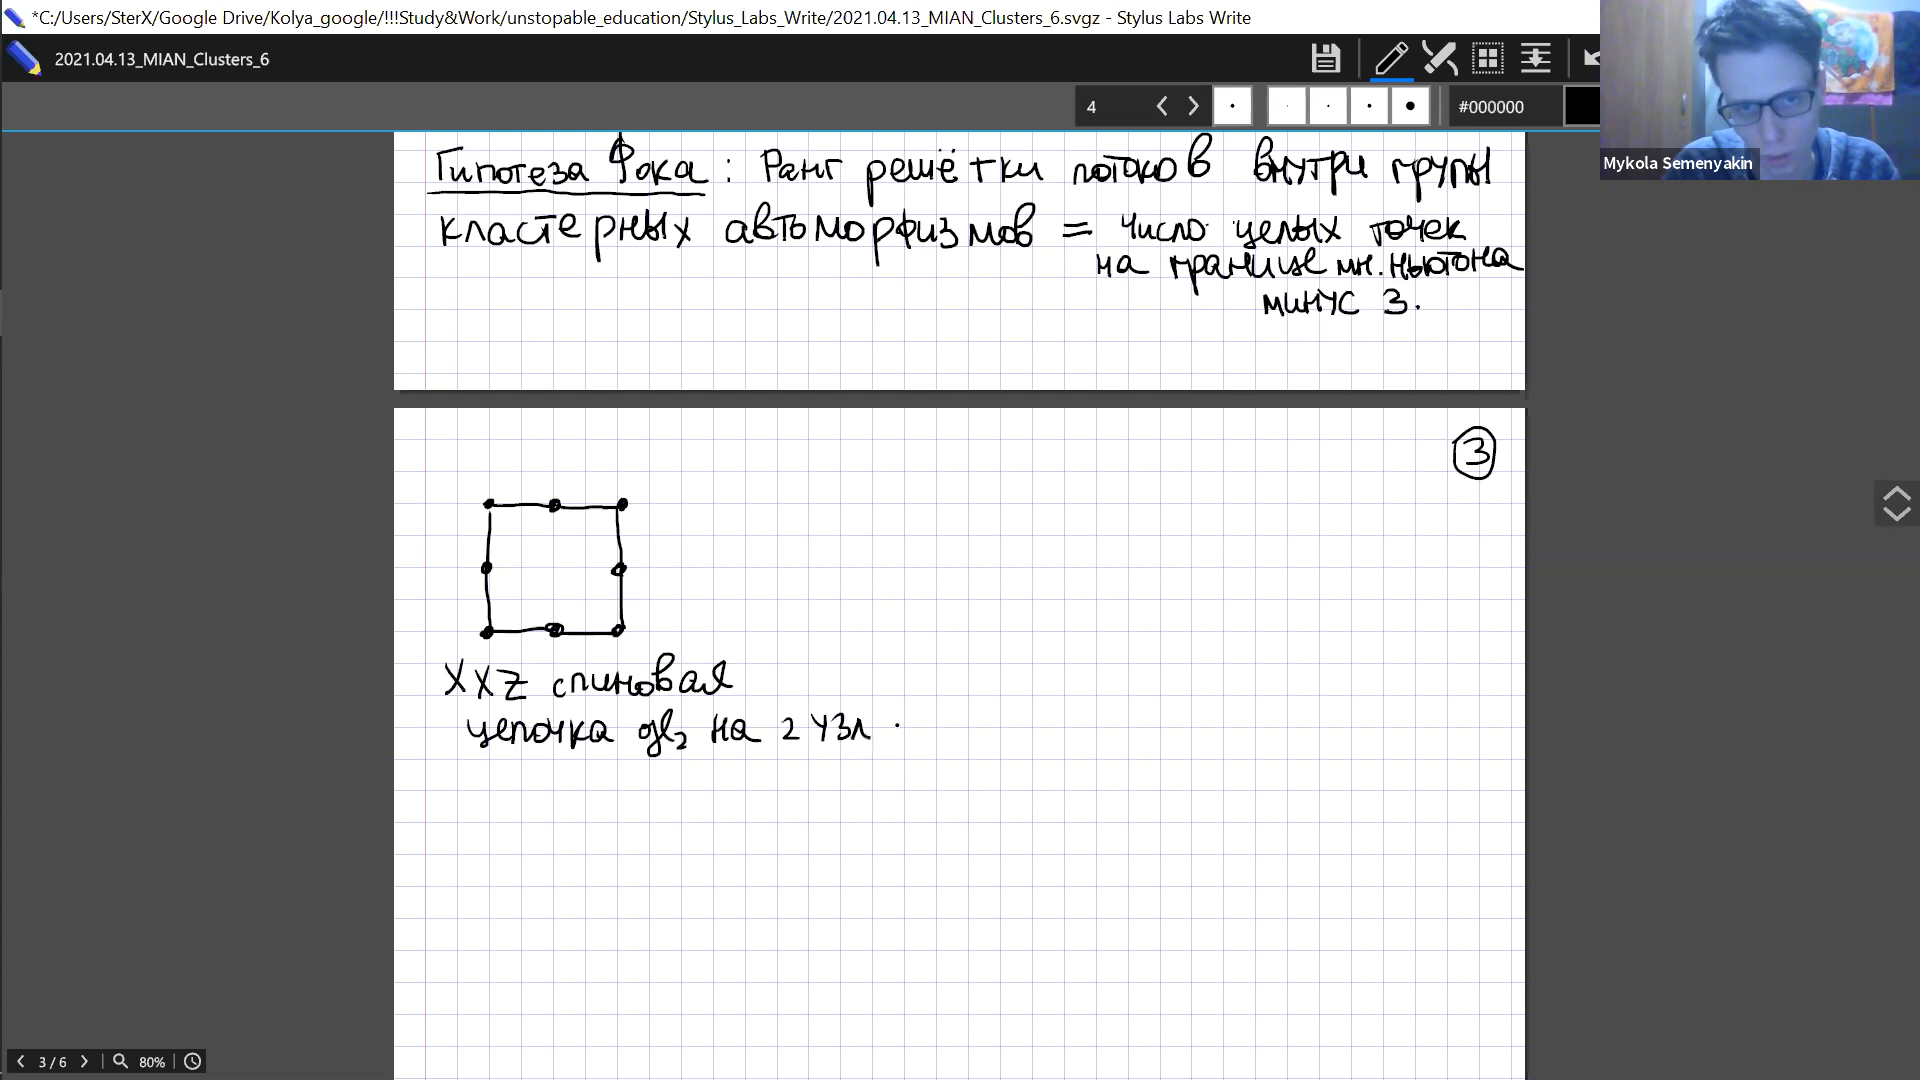 *C:/Users/SterX/Google Drive/Kolya_google/!!!Study&Work/unstopable_education/Stylus_Labs_Write/2021.04.13_MIAN_Clusters_6.svgz - Stylus Labs Write
2021.04.13_MIAN_Clusters_6
4
#000000
Mykola Semenyakin
Гипотеза Фока: Ранг решётки потоков внутри групы
кластерных автоморфизмов = число целых точек
на границе мн. Ньютона
минус 3.
3
XXZ спиновая
цепочка gl₂ на 2 узл
3 / 6
80%